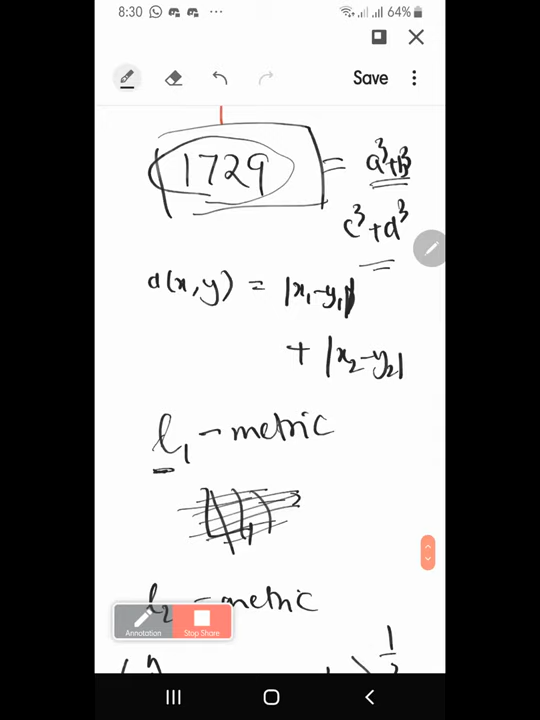 8:30 64%
Save
1729 = a³+b³
c³+d³
d(x,y) = |x₁-y₁|
+ |x₂-y₂|
l₁-metric
l₂-metric
Annotation Stop Share